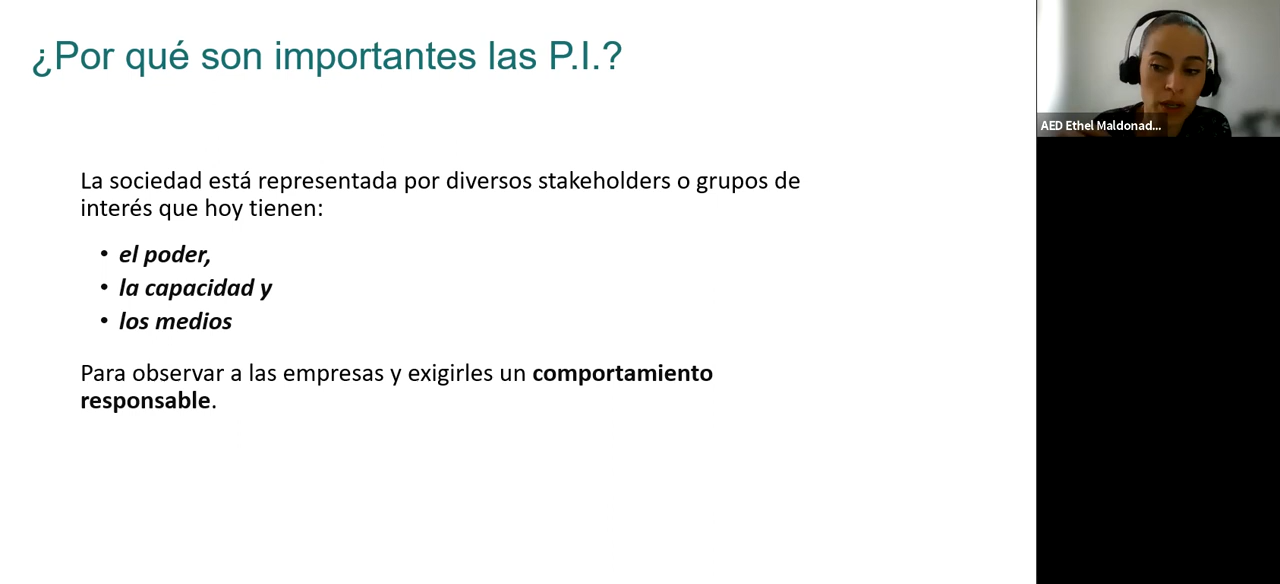 ¿Por qué son importantes las P.I.?
La sociedad está representada por diversos stakeholders o grupos de
interés que hoy tienen:
• el poder,
• la capacidad y
• los medios
Para observar a las empresas y exigirles un comportamiento
responsable.
AED Ethel Maldonad...